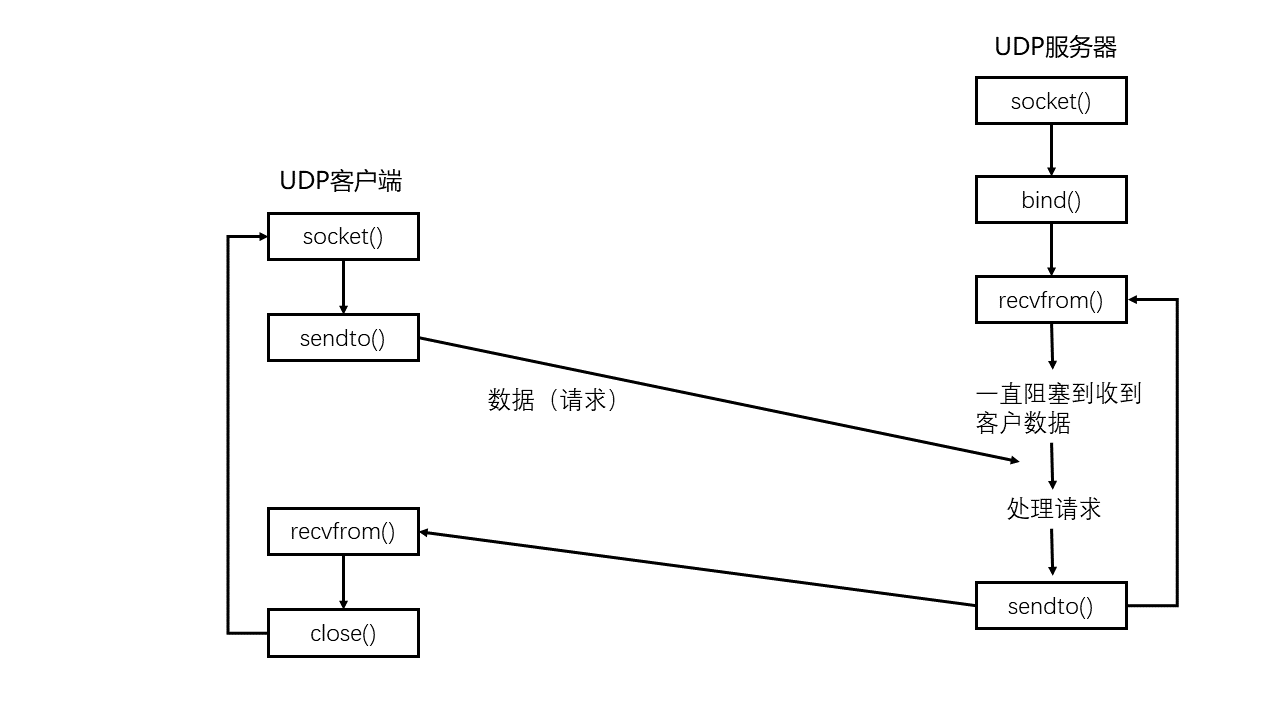 UDP服务器
socket()
bind()
recvfrom()
一直阻塞到收到
客户数据
处理请求
sendto()
UDP客户端
socket()
sendto()
数据（请求）
recvfrom()
close()